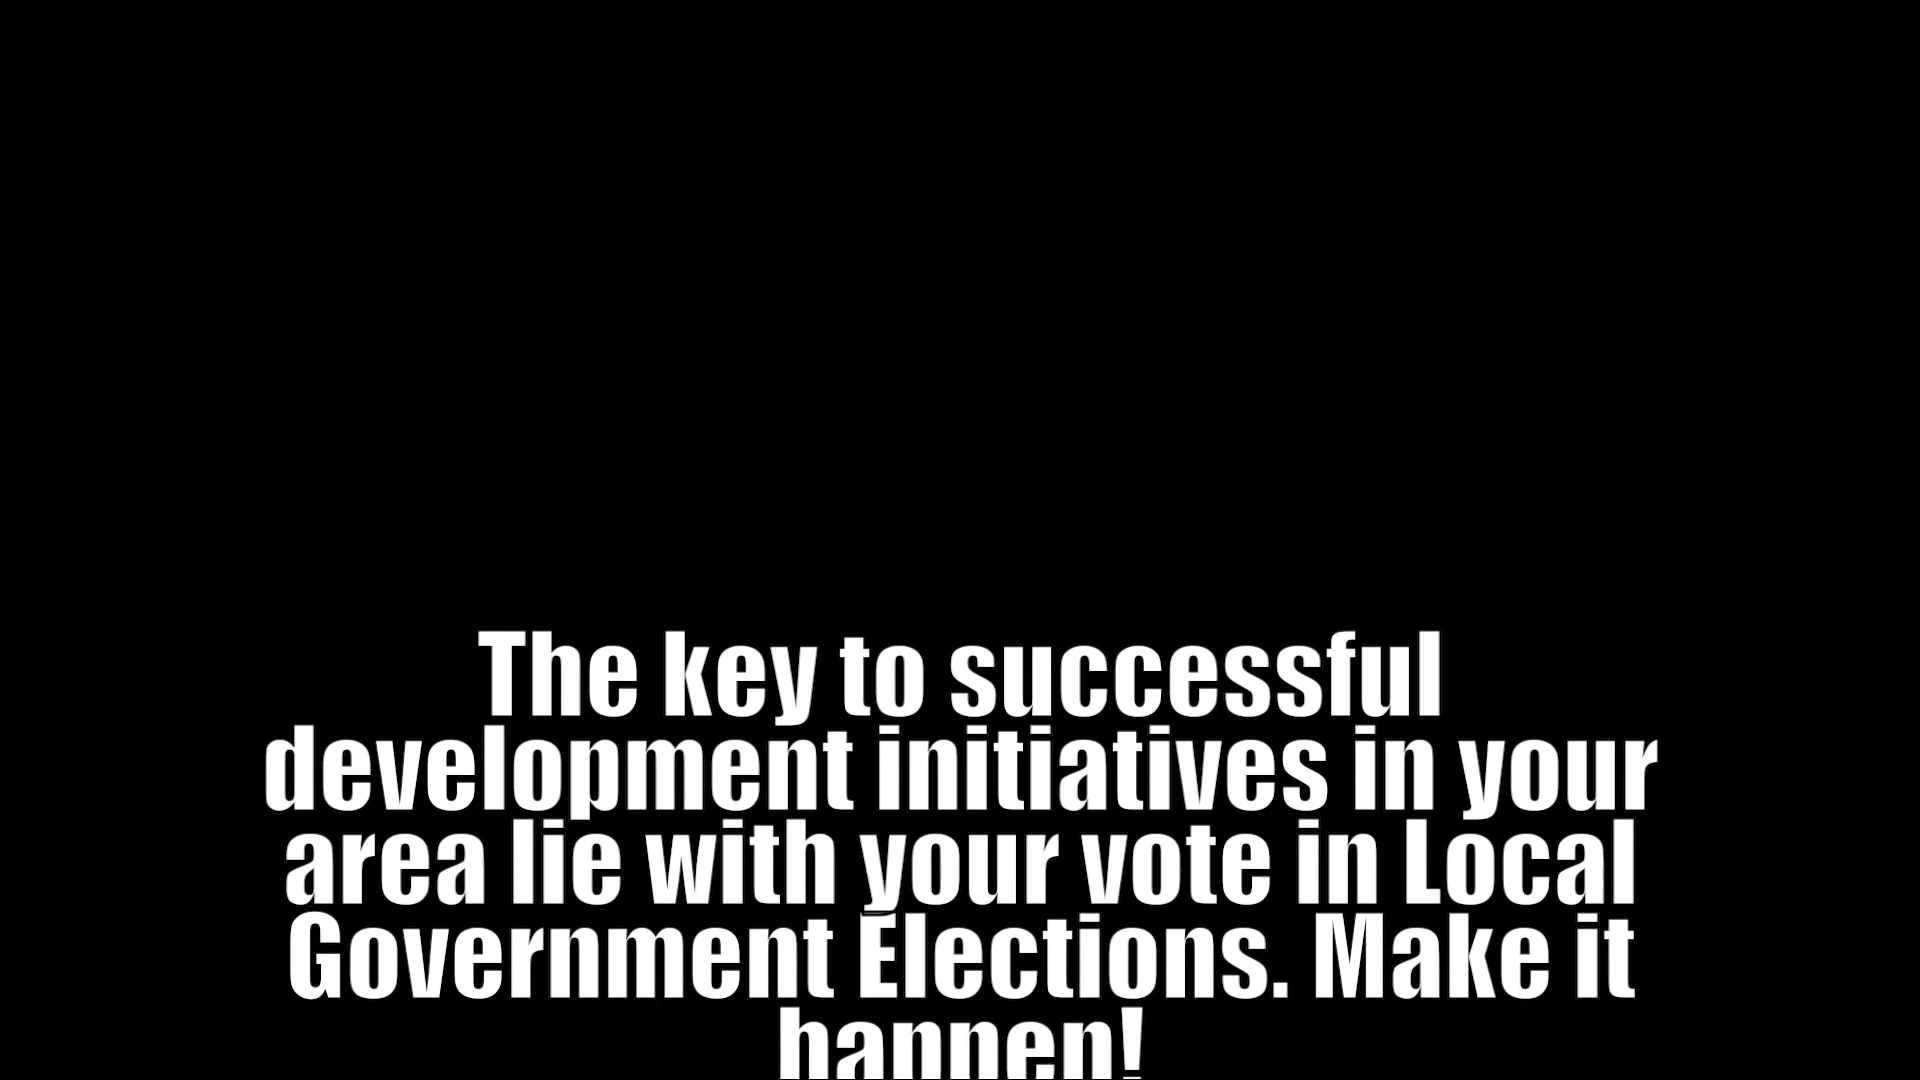 The key to successful
development initiatives in your
area lie with your vote in Local
Government Elections. Make it
happen!